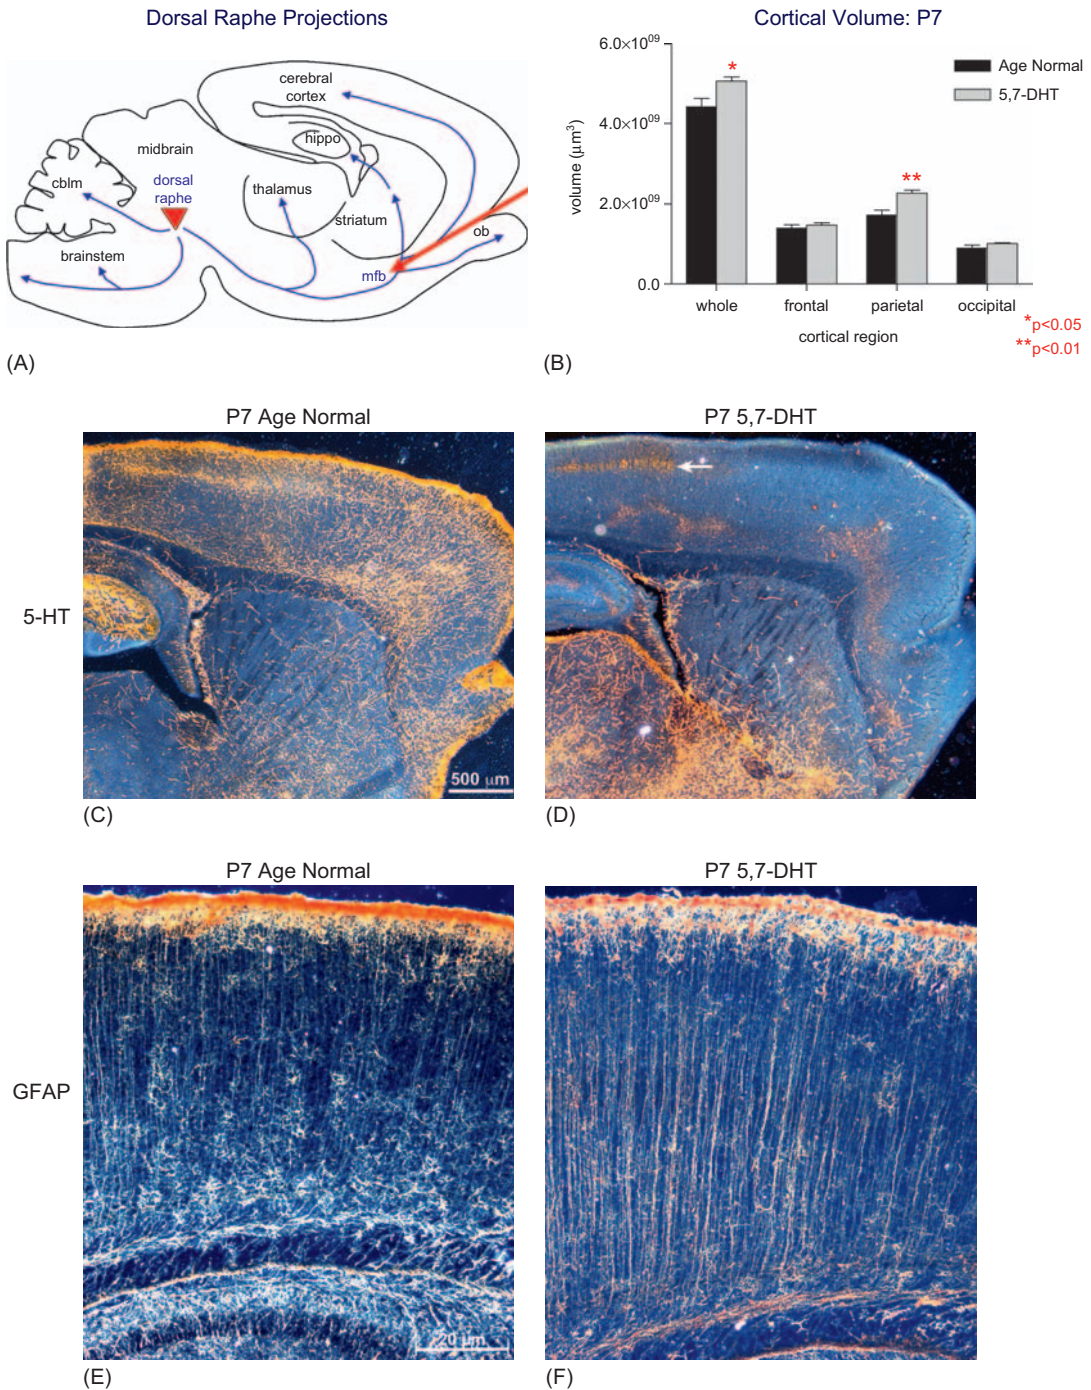 Dorsal Raphe Projections
cerebral
cortex
hippo
midbrain
cblm
dorsal
raphe
thalamus
striatum
ob
brainstem
mfb
(A)
Cortical Volume: P7
6.0×10⁰⁹
4.0×10⁰⁹
2.0×10⁰⁹
0.0
volume (μm³)
Age Normal
5,7-DHT
*
**
whole frontal parietal occipital
cortical region
*p<0.05
**p<0.01
(B)
P7 Age Normal
P7 5,7-DHT
5-HT
500 μm
(C)
(D)
P7 Age Normal
P7 5,7-DHT
GFAP
20 μm
(E)
(F)